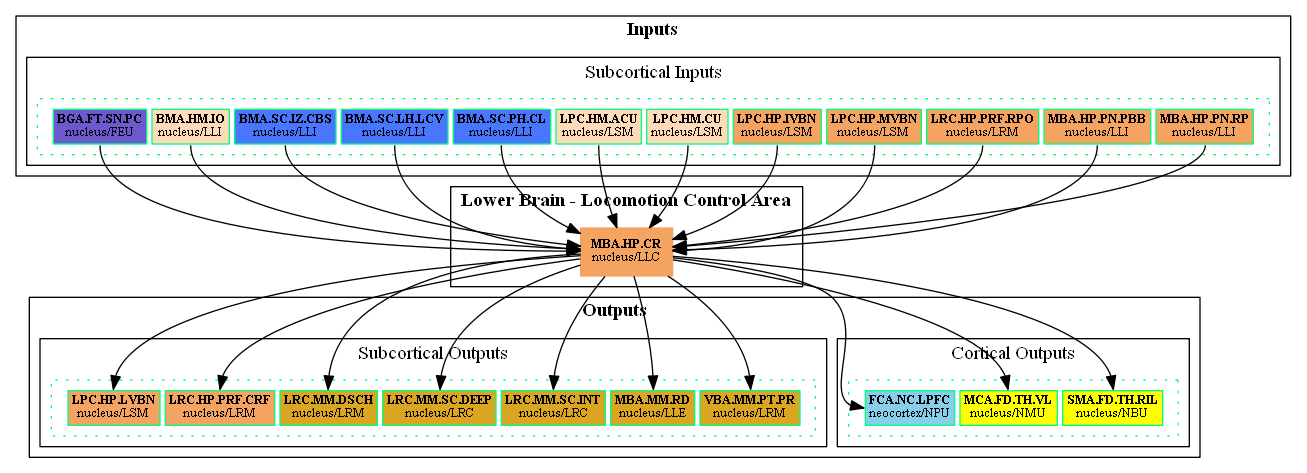 Inputs
Subcortical Inputs
BGA.FT.SN.PC
nucleus/FEU
BMA.HM.IO
nucleus/LLI
BMA.SC.IZ.CBS
nucleus/LLI
BMA.SC.LH.LCV
nucleus/LLI
BMA.SC.PH.CL
nucleus/LLI
LPC.HM.ACU
nucleus/LSM
LPC.HM.CU
nucleus/LSM
LPC.HP.IVBN
nucleus/LSM
LPC.HP.MVBN
nucleus/LSM
LRC.HP.PRF.RPO
nucleus/LRM
MBA.HP.PN.PBB
nucleus/LLI
MBA.HP.PN.RP
nucleus/LLI
Lower Brain - Locomotion Control Area
MBA.HP.CR
nucleus/LLC
Outputs
Subcortical Outputs
LPC.HP.LVBN
nucleus/LSM
LRC.HP.PRF.CRF
nucleus/LRM
LRC.MM.DSCH
nucleus/LRM
LRC.MM.SC.DEEP
nucleus/LRC
LRC.MM.SC.INT
nucleus/LRC
MBA.MM.RD
nucleus/LLE
VBA.MM.PT.PR
nucleus/LRM
Cortical Outputs
FCA.NC.LPFC
neocortex/NPU
MCA.FD.TH.VL
nucleus/NMU
SMA.FD.TH.RIL
nucleus/NBU